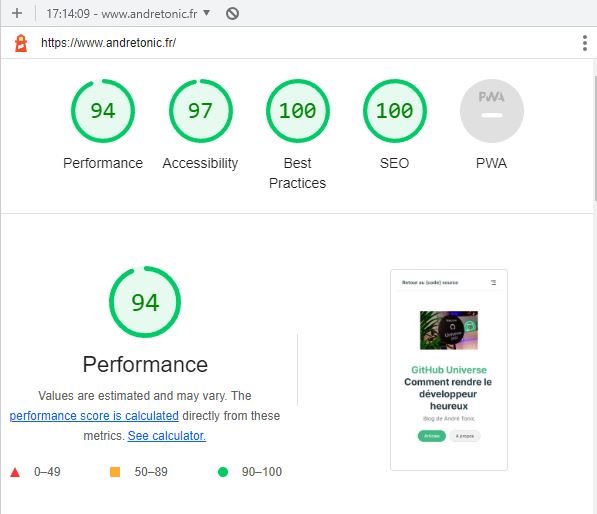 17:14:09 - www.andretonic.fr
https://www.andretonic.fr/
94 97 100 100 PWA
Performance Accessibility Best Practices SEO PWA
94
Performance
Values are estimated and may vary. The
performance score is calculated directly from these
metrics. See calculator.
0–49 50–89 90–100
Retour au {code} source
GitHub Universe
Comment rendre le
développeur
heureux
Blog de André Tonic
Articles A propos